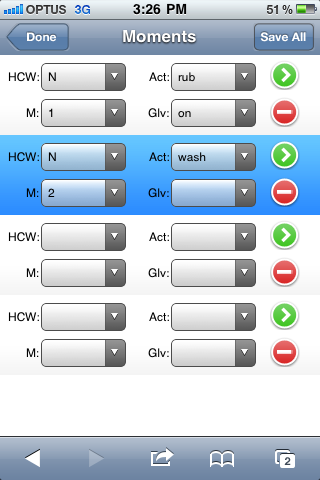 OPTUS 3G 3:26 PM 51 %
Done Moments Save All
HCW: N Act: rub
M: 1 Glv: on
HCW: N Act: wash
M: 2 Glv:
HCW: Act:
M: Glv:
HCW: Act:
M: Glv:
2